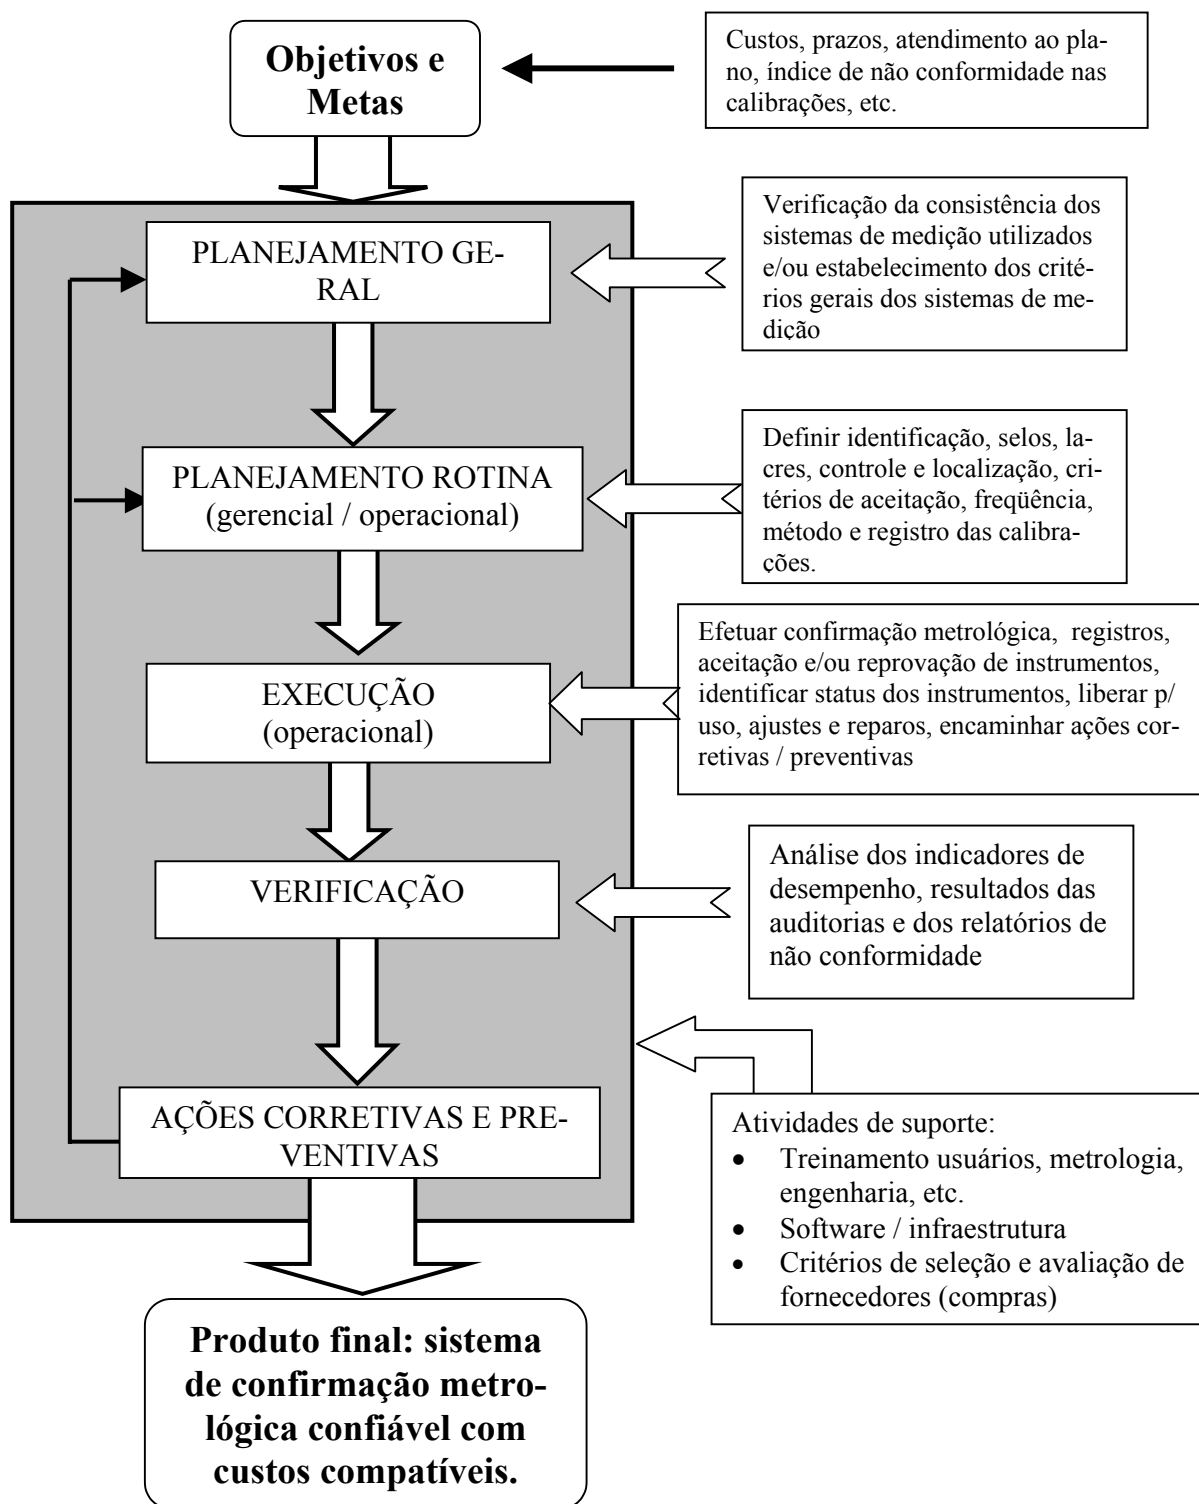 Objetivos e
Metas
Custos, prazos, atendimento ao pla-
no, índice de não conformidade nas
calibrações, etc.
PLANEJAMENTO GE-
RAL
Verificação da consistência dos
sistemas de medição utilizados
e/ou estabelecimento dos crité-
rios gerais dos sistemas de me-
dição
PLANEJAMENTO ROTINA
(gerencial / operacional)
Definir identificação, selos, la-
cres, controle e localização, cri-
térios de aceitação, freqüência,
método e registro das calibra-
ções.
EXECUÇÃO
(operacional)
Efetuar confirmação metrológica, registros,
aceitação e/ou reprovação de instrumentos,
identificar status dos instrumentos, liberar p/
uso, ajustes e reparos, encaminhar ações cor-
retivas / preventivas
VERIFICAÇÃO
Análise dos indicadores de
desempenho, resultados das
auditorias e dos relatórios de
não conformidade
AÇÕES CORRETIVAS E PRE-
VENTIVAS
Atividades de suporte:
• Treinamento usuários, metrologia,
engenharia, etc.
• Software / infraestrutura
• Critérios de seleção e avaliação de
fornecedores (compras)
Produto final: sistema
de confirmação metro-
lógica confiável com
custos compatíveis.